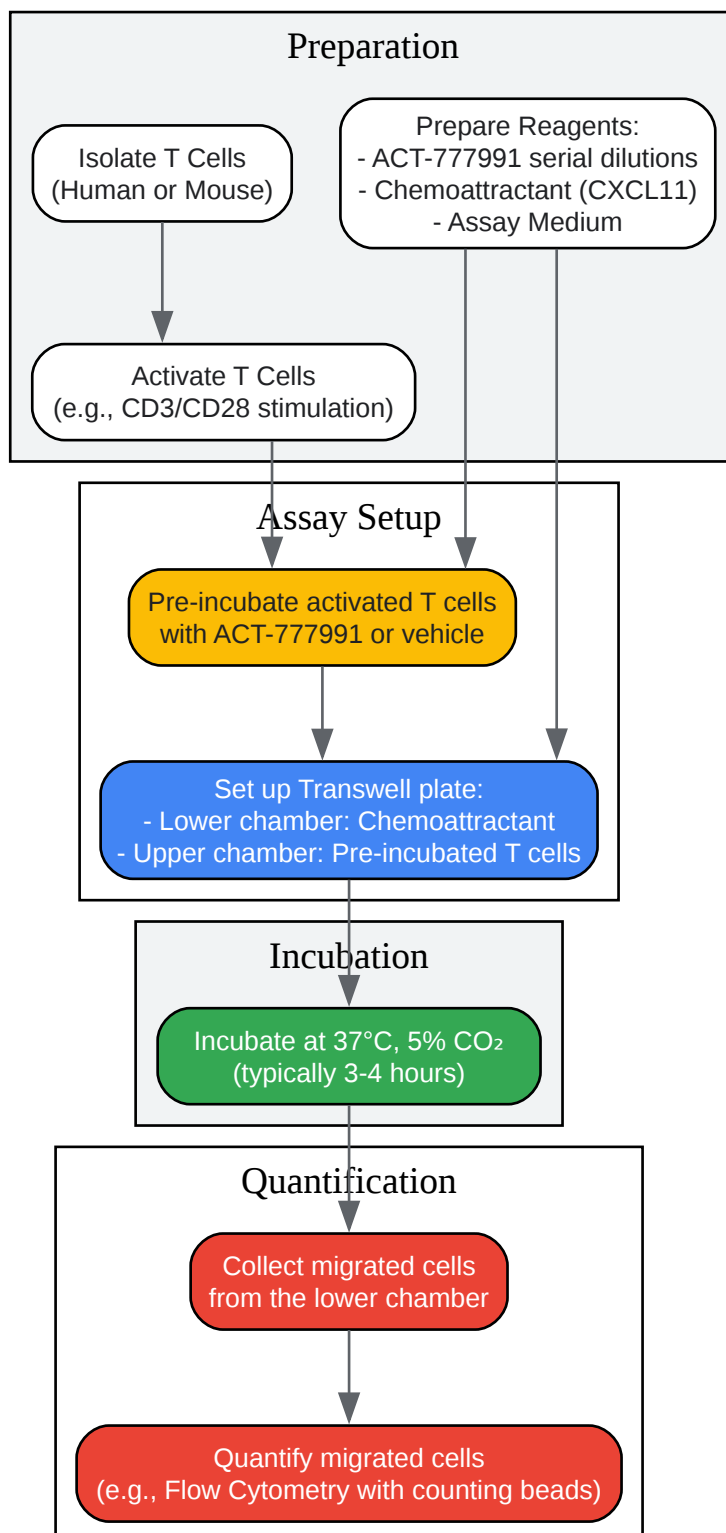 Preparation
Isolate T Cells
(Human or Mouse)
Prepare Reagents:
- ACT-777991 serial dilutions
- Chemoattractant (CXCL11)
- Assay Medium
Activate T Cells
(e.g., CD3/CD28 stimulation)
Assay Setup
Pre-incubate activated T cells
with ACT-777991 or vehicle
Set up Transwell plate:
- Lower chamber: Chemoattractant
- Upper chamber: Pre-incubated T cells
Incubation
Incubate at 37°C, 5% CO₂
(typically 3-4 hours)
Quantification
Collect migrated cells
from the lower chamber
Quantify migrated cells
(e.g., Flow Cytometry with counting beads)